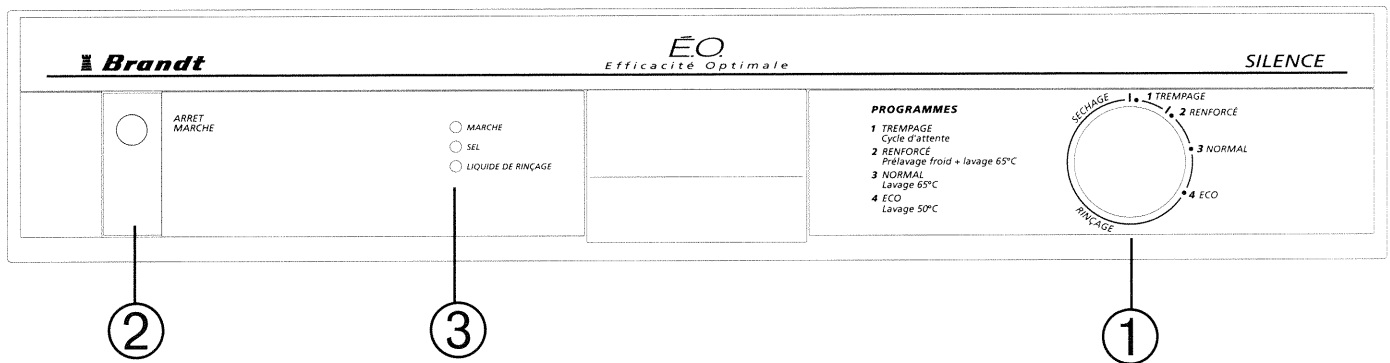 É.O.
Efficacité Optimale
Brandt
SILENCE
ARRET
MARCHE
MARCHE
SEL
LIQUIDE DE RINÇAGE
PROGRAMMES
1 TREMPAGE
Cycle d'attente
2 RENFORCÉ
Prélavage froid + lavage 65°C
3 NORMAL
Lavage 65°C
4 ECO
Lavage 50°C
SECHAGE
1 TREMPAGE
2 RENFORCÉ
3 NORMAL
4 ECO
RINÇAGE
2
3
1